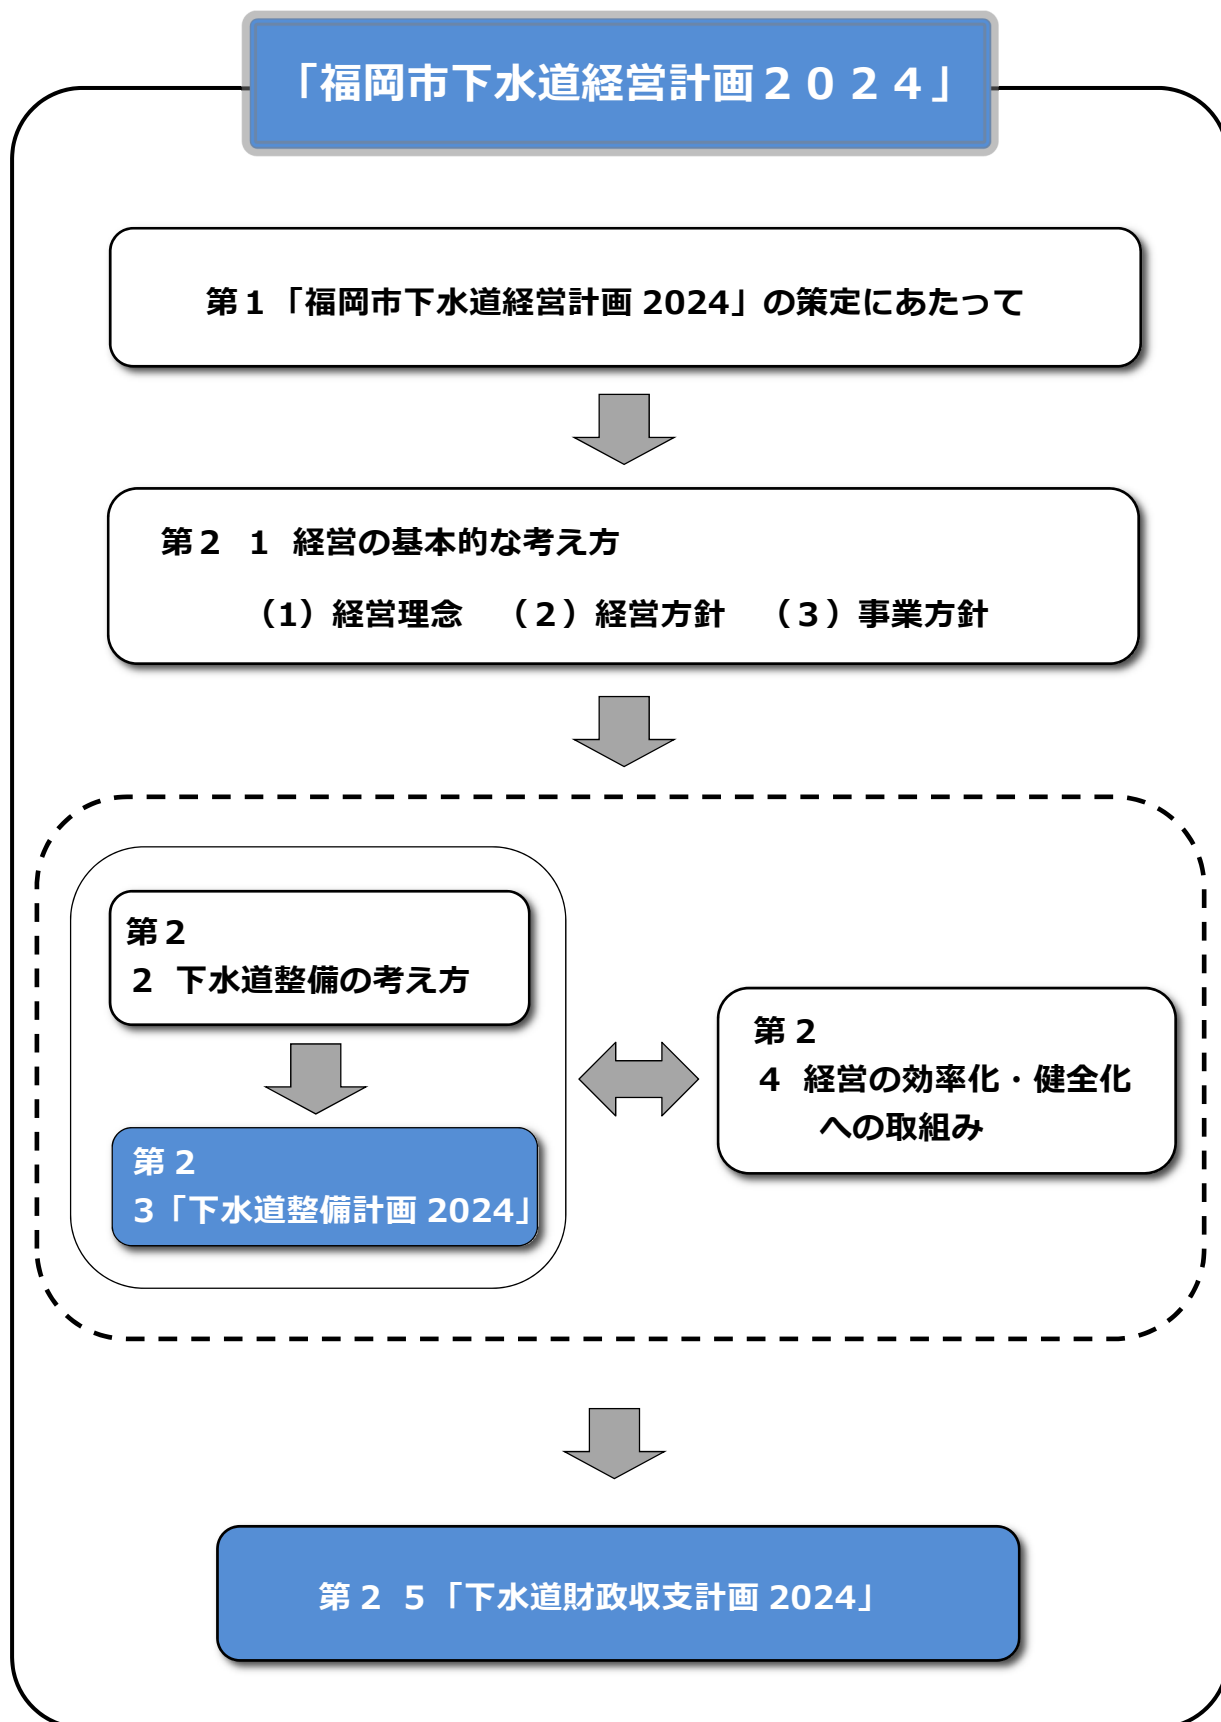 「福岡市下水道経営計画２０２４」
第１「福岡市下水道経営計画 2024」の策定にあたって
第２ １ 経営の基本的な考え方
（1）経営理念 （２）経営方針 （３）事業方針
第２
２ 下水道整備の考え方
第２
３「下水道整備計画 2024」
第２
４ 経営の効率化・健全化
への取組み
第２ ５「下水道財政収支計画 2024」